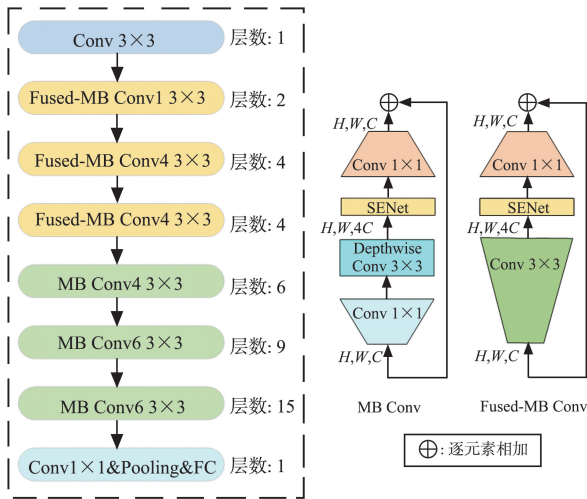 Conv 3×3 层数: 1
Fused-MB Conv1 3×3 层数: 2
Fused-MB Conv4 3×3 层数: 4
Fused-MB Conv4 3×3 层数: 4
MB Conv4 3×3 层数: 6
MB Conv6 3×3 层数: 9
MB Conv6 3×3 层数: 15
Conv1×1&Pooling&FC 层数: 1
H,W,C
Conv 1×1
SENet
H,W,4C
Depthwise
Conv 3×3
Conv 1×1
H,W,C
MB Conv
H,W,C
Conv 1×1
SENet
H,W,4C
Conv 3×3
H,W,C
Fused-MB Conv
⊕: 逐元素相加